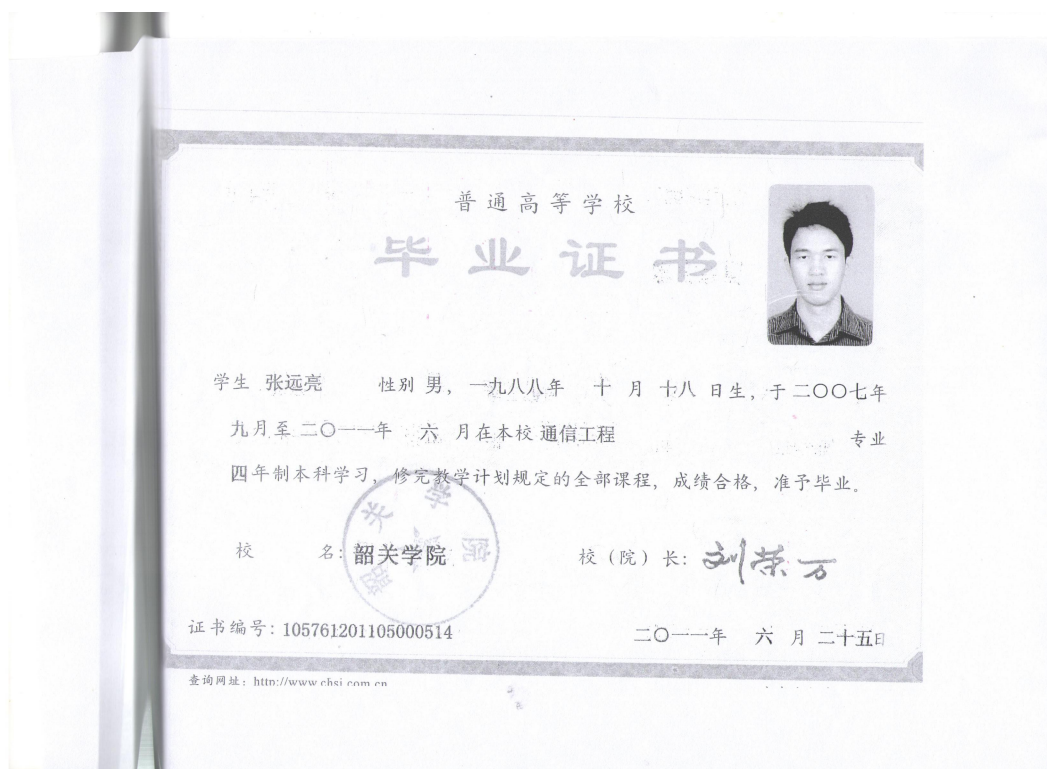 普通高等学校
毕业证书
学生 张远亮 性别 男，一九八八年 十 月 十八 日生，于 二〇〇七年
九月至 二〇一一年 六 月在本校 通信工程 专业
四年制本科学习，修完教学计划规定的全部课程，成绩合格，准予毕业。
校 名：韶关学院 校（院）长：刘荣万
韶关学院
证书编号：105761201105000514 二〇一一年 六 月 二十五日
查询网址：http://www.chsi.com.cn